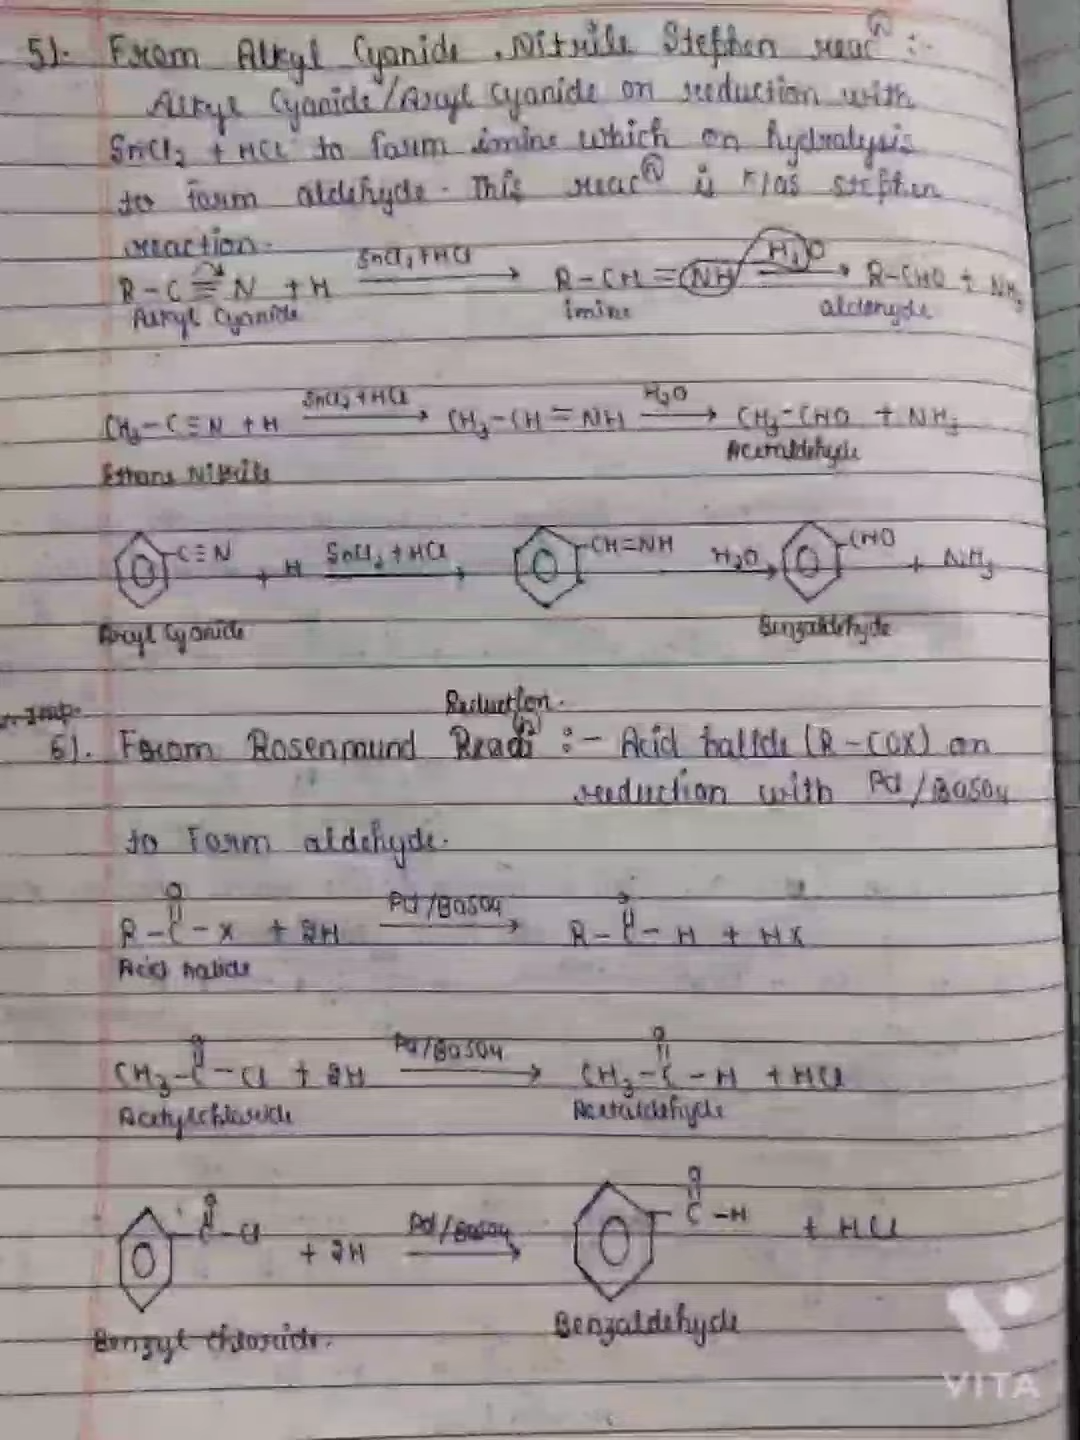 5). From Alkyl Cyanide, Nitrile Stephen reacⁿ :-
Alkyl Cyanide/Aryl Cyanide on reduction with
SnCl₂ + HCl to form imine which on hydralysis
to form aldehyde. This reacⁿ is K/as stephen
reaction.
R-C≡N + H SnCl₂+HCl → R-CH=NH H₂O → R-CHO + NH₃
Alkyl Cyanide imine aldehyde
CH₃-C≡N + H SnCl₂+HCl → CH₃-CH=NH H₂O → CH₃-CHO + NH₃
Ethane Nitrile Acetaldehyde
C≡N + H SnCl₂+HCl → CH=NH H₂O → CHO + NH₃
Aryl Cyanide Benzaldehyde
Imp.
Reduction.
6). From Rosenmund Reacⁿ :- Acid halide (R-COX) on
reduction with Pd/BaSO₄
to form aldehyde.
O O
R-C-X + 2H Pd/BaSO₄ → R-C-H + HX
Acid halide
O O
CH₃-C-Cl + 2H Pd/BaSO₄ → CH₃-C-H + HCl
Acetylchloride Acetaldehyde
O O
C-Cl + 2H Pd/BaSO₄ → C-H + HCl
Benzyl chloride. Benzaldehyde
VITA